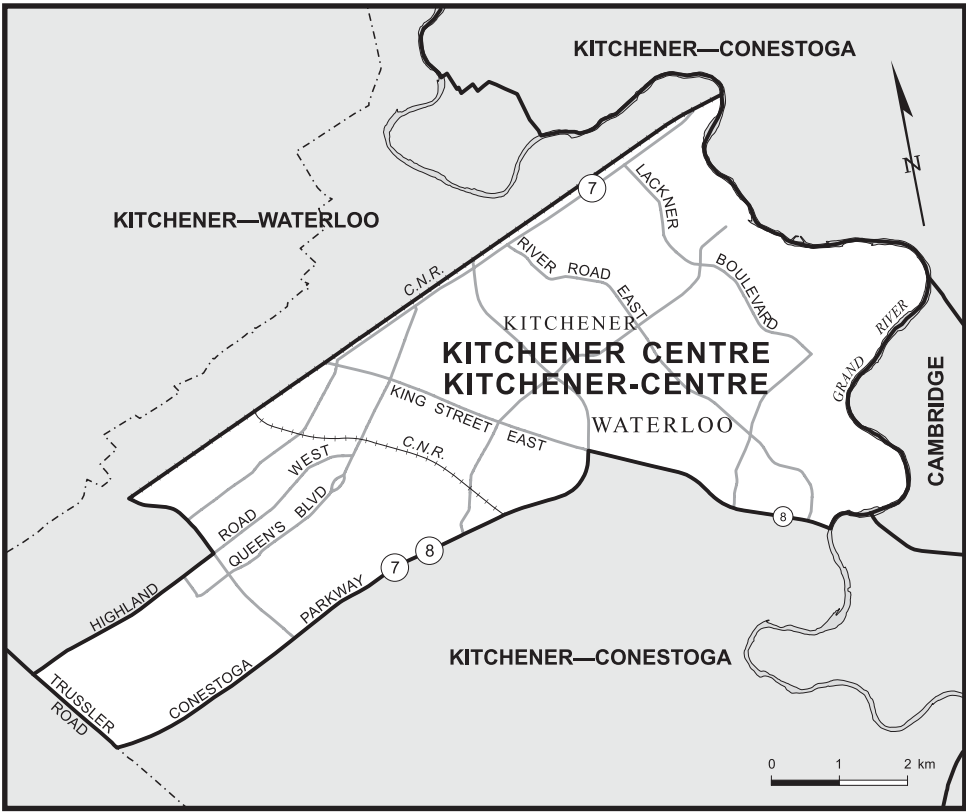 KITCHENER—CONESTOGA
N
7
LACKNER
KITCHENER—WATERLOO
RIVER ROAD EAST
BOULEVARD
C.N.R.
GRAND RIVER
KITCHENER
KITCHENER CENTRE
KITCHENER-CENTRE
CAMBRIDGE
KING STREET EAST
WATERLOO
C.N.R.
ROAD WEST
QUEEN'S BLVD
8
7
8
HIGHLAND
PARKWAY
CONESTOGA
KITCHENER—CONESTOGA
TRUSSLER
ROAD
0 1 2 km